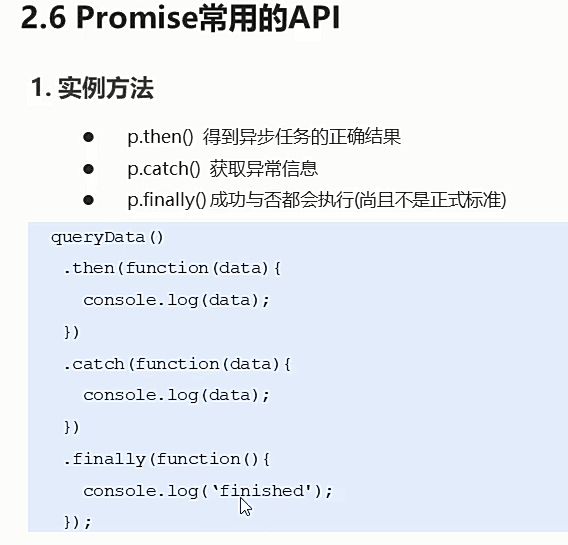 2.6 Promise常用的API
1. 实例方法
● p.then() 得到异步任务的正确结果
● p.catch() 获取异常信息
● p.finally()成功与否都会执行(尚且不是正式标准)
queryData()
.then(function(data){
console.log(data);
})
.catch(function(data){
console.log(data);
})
.finally(function(){
console.log(‘finished');
});